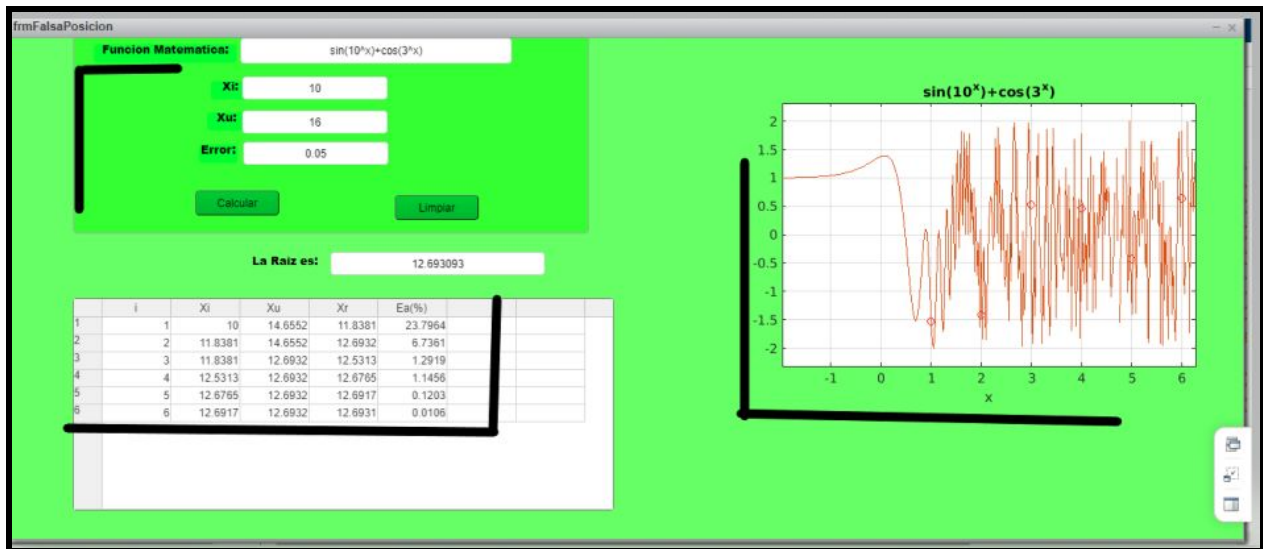 frmFalsaPosicion
Funcion Matematica: sin(10^x)+cos(3^x)
Xi: 10
Xu: 16
Error: 0.05
Calcular Limpiar
La Raiz es: 12.693093
i Xi Xu Xr Ea(%)
1 1 10 14.6552 11.8381 23.7964
2 2 11.8381 14.6552 12.6932 6.7361
3 3 11.8381 12.6932 12.5313 1.2919
4 4 12.5313 12.6932 12.6765 1.1456
5 5 12.6765 12.6932 12.6917 0.1203
6 6 12.6917 12.6932 12.6931 0.0106
sin(10^x)+cos(3^x)
2
1.5
1
0.5
0
-0.5
-1
-1.5
-2
-1 0 1 2 3 4 5 6
x